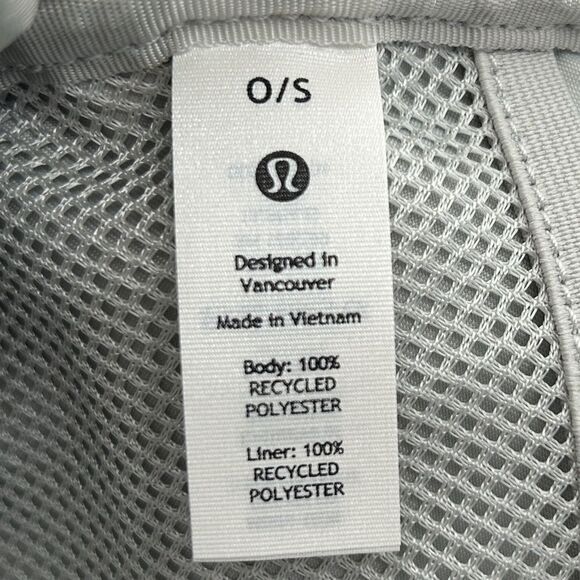 O/S
Designed in
Vancouver
Made in Vietnam
Body: 100%
RECYCLED
POLYESTER
Liner: 100%
RECYCLED
POLYESTER